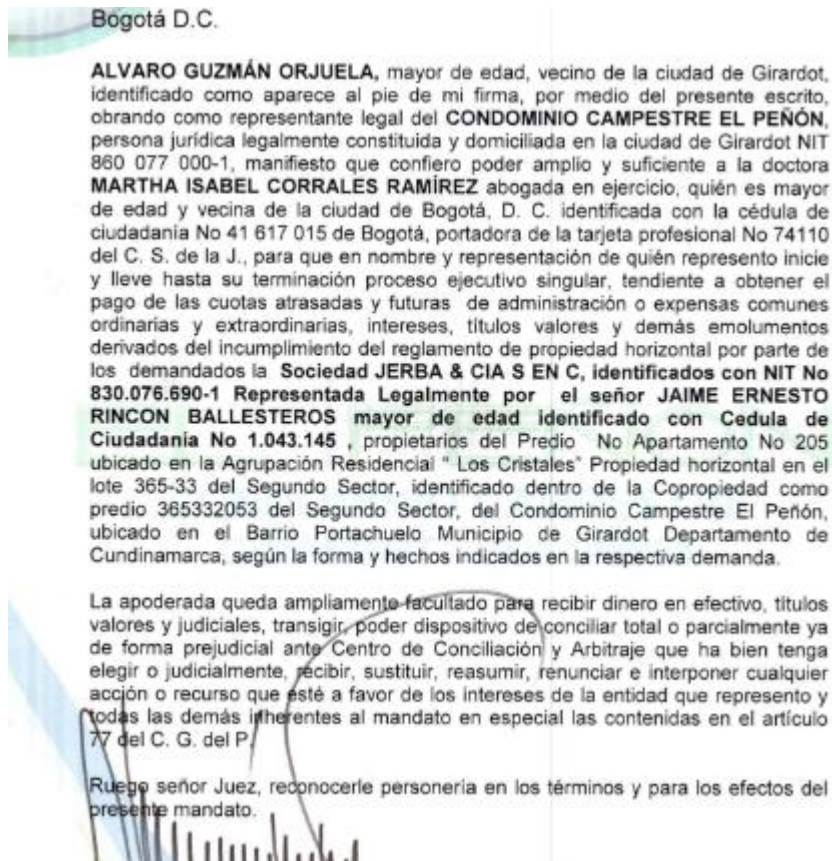 Bogotá D.C.
ALVARO GUZMÁN ORJUELA, mayor de edad, vecino de la ciudad de Girardot,
identificado como aparece al pie de mi firma, por medio del presente escrito,
obrando como representante legal del CONDOMINIO CAMPESTRE EL PEÑÓN,
persona jurídica legalmente constituida y domiciliada en la ciudad de Girardot NIT
860 077 000-1, manifiesto que confiero poder amplio y suficiente a la doctora
MARTHA ISABEL CORRALES RAMÍREZ abogada en ejercicio, quién es mayor
de edad y vecina de la ciudad de Bogotá, D. C. identificada con la cédula de
ciudadanía No 41 617 015 de Bogotá, portadora de la tarjeta profesional No 74110
del C. S. de la J., para que en nombre y representación de quién represento inicie
y lleve hasta su terminación proceso ejecutivo singular, tendiente a obtener el
pago de las cuotas atrasadas y futuras de administración o expensas comunes
ordinarias y extraordinarias, intereses, títulos valores y demás emolumentos
derivados del incumplimiento del reglamento de propiedad horizontal por parte de
los demandados la Sociedad JERBA & CIA S EN C, identificados con NIT No
830.076.690-1 Representada Legalmente por el señor JAIME ERNESTO
RINCON BALLESTEROS mayor de edad identificado con Cedula de
Ciudadanía No 1.043.145 , propietarios del Predio No Apartamento No 205
ubicado en la Agrupación Residencial " Los Cristales" Propiedad horizontal en el
lote 365-33 del Segundo Sector, identificado dentro de la Copropiedad como
predio 365332053 del Segundo Sector, del Condominio Campestre El Peñón,
ubicado en el Barrio Portachuelo Municipio de Girardot Departamento de
Cundinamarca, según la forma y hechos indicados en la respectiva demanda.
La apoderada queda ampliamente facultado para recibir dinero en efectivo, títulos
valores y judiciales, transigir, poder dispositivo de conciliar total o parcialmente ya
de forma prejudicial ante Centro de Conciliación y Arbitraje que ha bien tenga
elegir o judicialmente, recibir, sustituir, reasumir, renunciar e interponer cualquier
acción o recurso que esté a favor de los intereses de la entidad que represento y
todas las demás inherentes al mandato en especial las contenidas en el artículo
77 del C. G. del P.
Ruego señor Juez, reconocerle personería en los términos y para los efectos del
presente mandato.